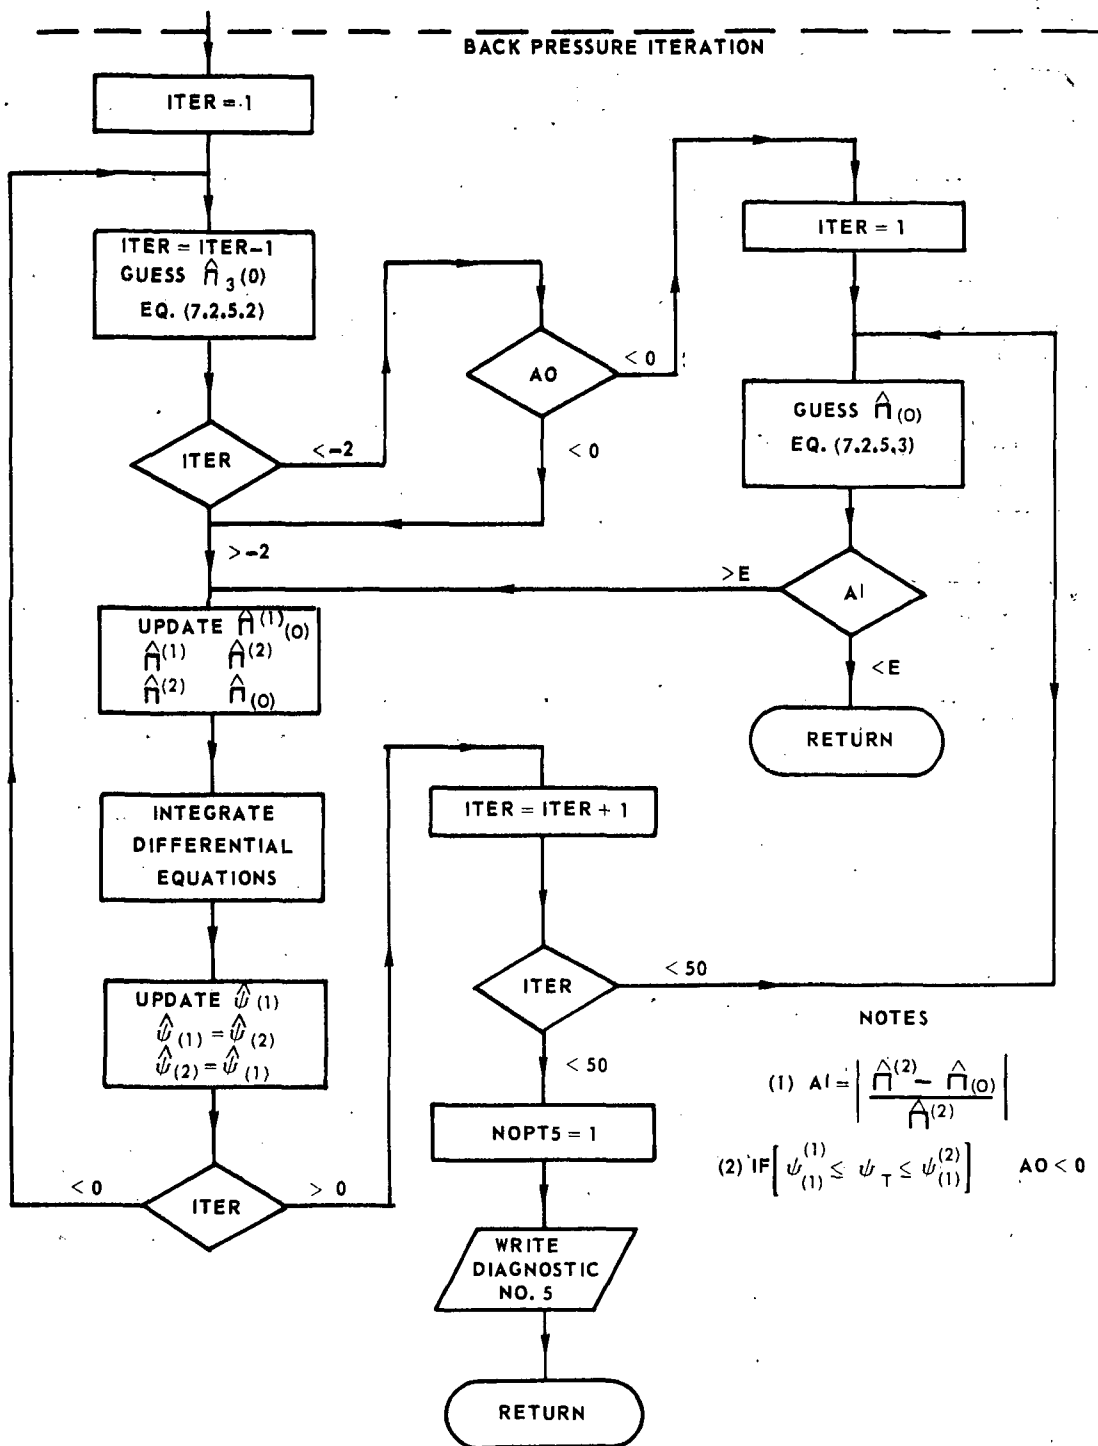 BACK PRESSURE ITERATION
ITER = 1
ITER = ITER-1
GUESS Π̂₃(0)
EQ. (7.2.5.2)
ITER
<-2
>-2
AO
<0
<0
ITER = 1
GUESS Π̂(0)
EQ. (7.2.5.3)
AI
>E
<E
RETURN
UPDATE Π̂⁽¹⁾(0)
Π̂⁽¹⁾ Π̂⁽²⁾
Π̂⁽²⁾ Π̂(0)
INTEGRATE
DIFFERENTIAL
EQUATIONS
UPDATE ψ̂(1)
ψ̂(1) = ψ̂(2)
ψ̂(2) = ψ̂(1)
ITER
<0
>0
ITER = ITER + 1
ITER
<50
<50
NOPT5 = 1
WRITE
DIAGNOSTIC
NO. 5
RETURN
NOTES
(1) AI = | (Π̂⁽²⁾ - Π̂(0)) / Π̂⁽²⁾ |
(2) IF [ψ₍₁₎⁽¹⁾ ≤ ψ_T ≤ ψ₍₁₎⁽²⁾] AO < 0